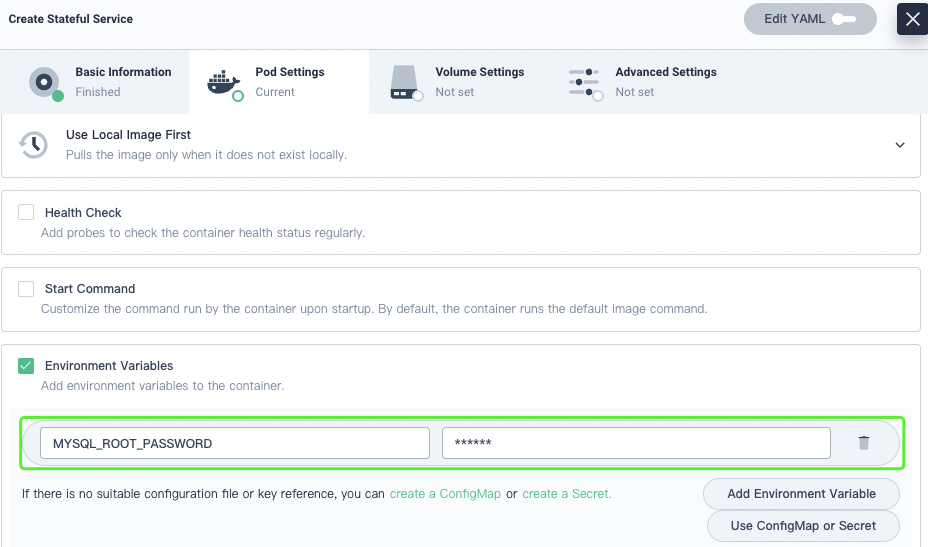 Create Stateful Service
Edit YAML
Basic Information
Finished
Pod Settings
Current
Volume Settings
Not set
Advanced Settings
Not set
Use Local Image First
Pulls the image only when it does not exist locally.
Health Check
Add probes to check the container health status regularly.
Start Command
Customize the command run by the container upon startup. By default, the container runs the default image command.
Environment Variables
Add environment variables to the container.
MYSQL_ROOT_PASSWORD
******
If there is no suitable configuration file or key reference, you can create a ConfigMap or create a Secret.
Add Environment Variable
Use ConfigMap or Secret